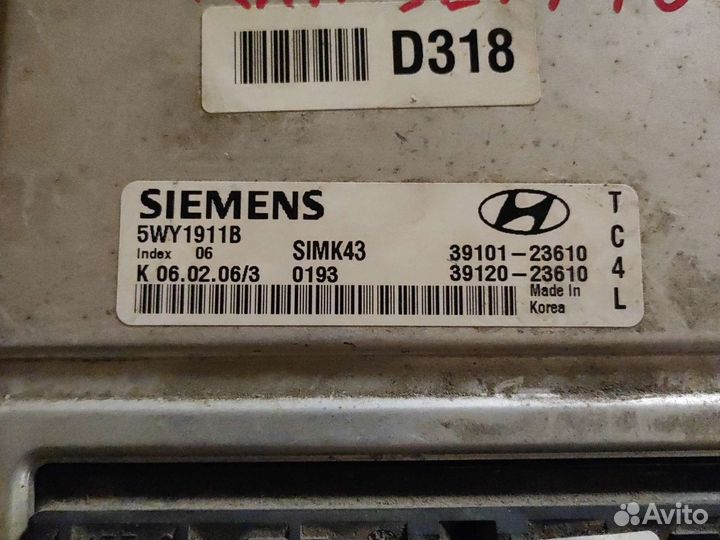 D318
SIEMENS
5WY1911B
Index 06 SIMK43 39101-23610
K 06.02.06/3 0193 39120-23610
Made In
Korea
TC4L
Avito